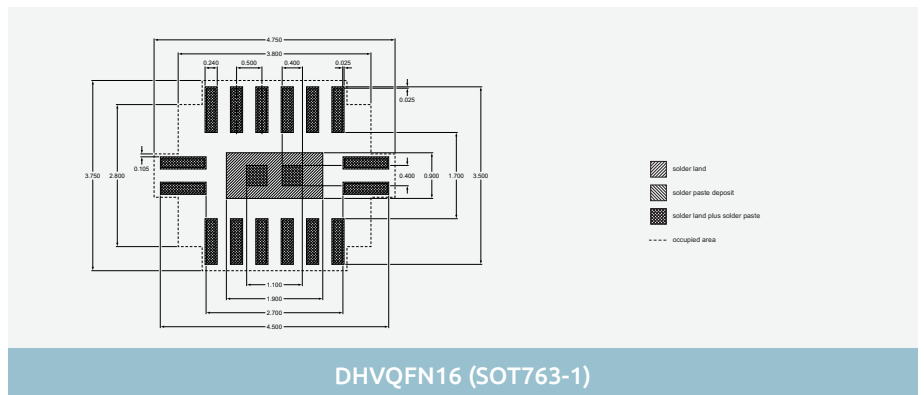 4.750
3.800
0.240 0.500 0.400 0.025
0.025
0.105
3.750 2.800 0.400 0.900 1.700 3.500
1.100
1.900
2.700
4.500
solder land
solder paste deposit
solder land plus solder paste
occupied area
DHVQFN16 (SOT763-1)